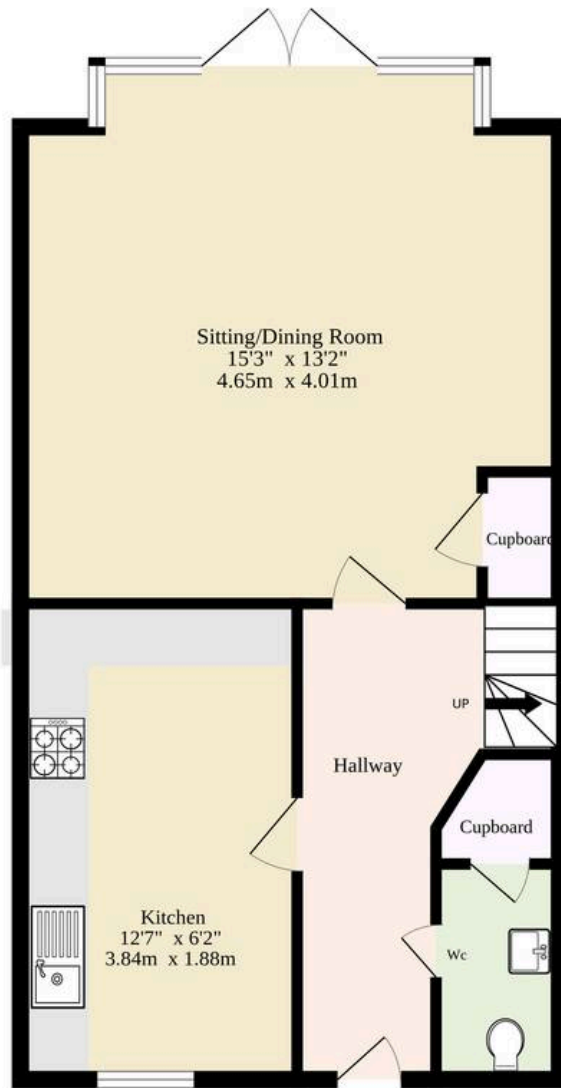 Sitting/Dining Room
15'3" x 13'2"
4.65m x 4.01m
Cupboard
UP
Hallway
Cupboard
Kitchen
12'7" x 6'2"
3.84m x 1.88m
Wc